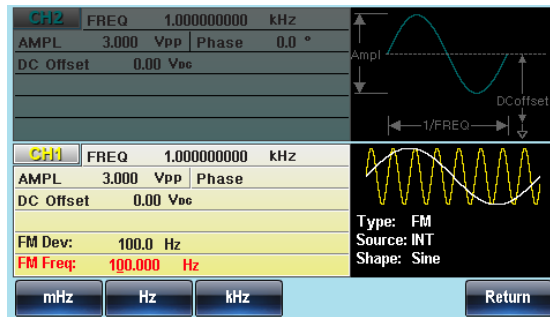 CH2 FREQ 1.000000000 kHz
AMPL 3.000 VPP Phase 0.0 °
DC Offset 0.00 VDC
Ampl
DCoffset
1/FREQ
CH1 FREQ 1.000000000 kHz
AMPL 3.000 VPP Phase
DC Offset 0.00 VDC
FM Dev: 100.0 Hz
FM Freq: 100.000 Hz
Type: FM
Source: INT
Shape: Sine
mHz Hz kHz Return